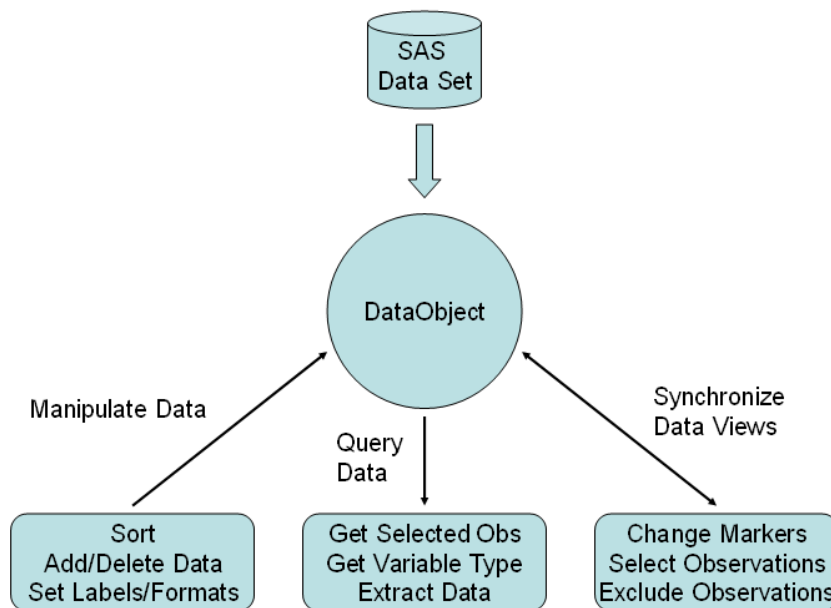 SAS
Data Set
DataObject
Manipulate Data
Query
Data
Synchronize
Data Views
Sort
Add/Delete Data
Set Labels/Formats
Get Selected Obs
Get Variable Type
Extract Data
Change Markers
Select Observations
Exclude Observations